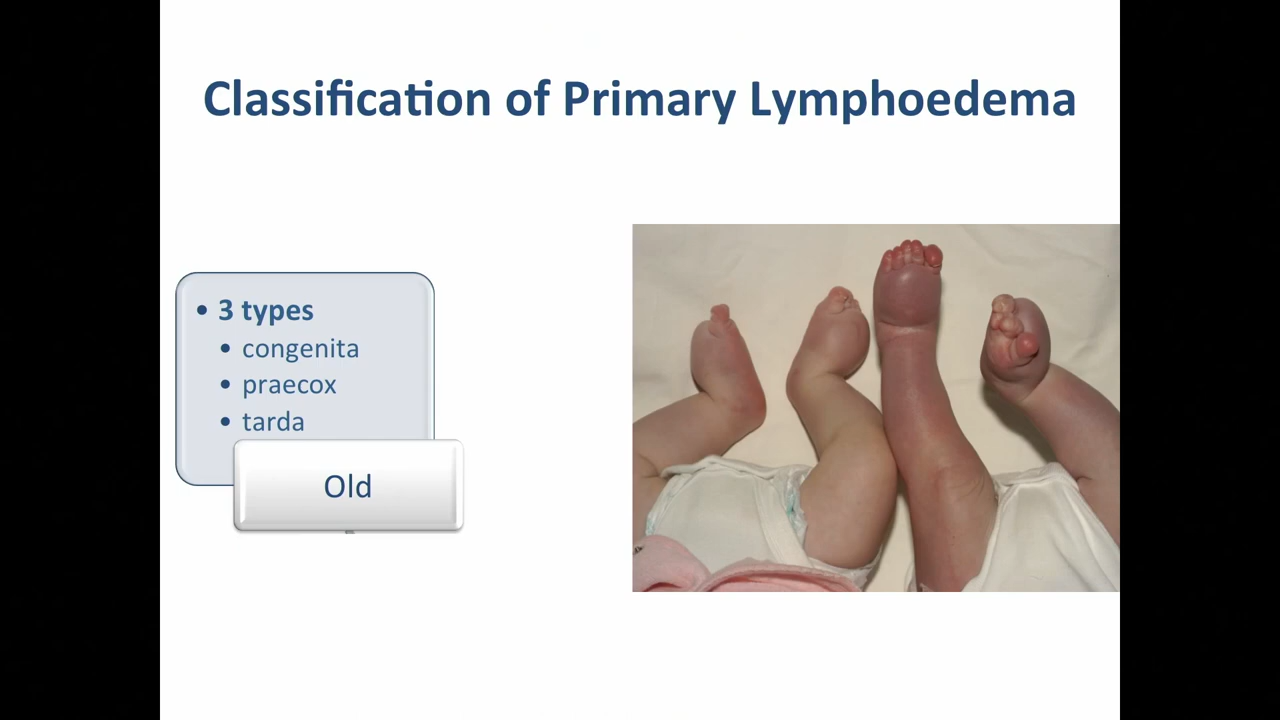 Classification of Primary Lymphoedema
• 3 types
• congenita
• praecox
• tarda
Old